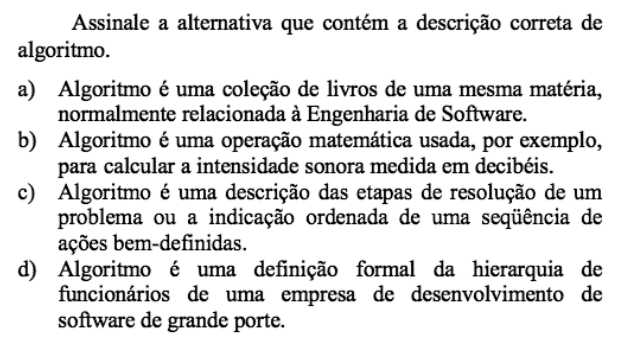 Assinale a alternativa que contém a descrição correta de
algoritmo.
a) Algoritmo é uma coleção de livros de uma mesma matéria,
normalmente relacionada à Engenharia de Software.
b) Algoritmo é uma operação matemática usada, por exemplo,
para calcular a intensidade sonora medida em decibéis.
c) Algoritmo é uma descrição das etapas de resolução de um
problema ou a indicação ordenada de uma seqüência de
ações bem-definidas.
d) Algoritmo é uma definição formal da hierarquia de
funcionários de uma empresa de desenvolvimento de
software de grande porte.